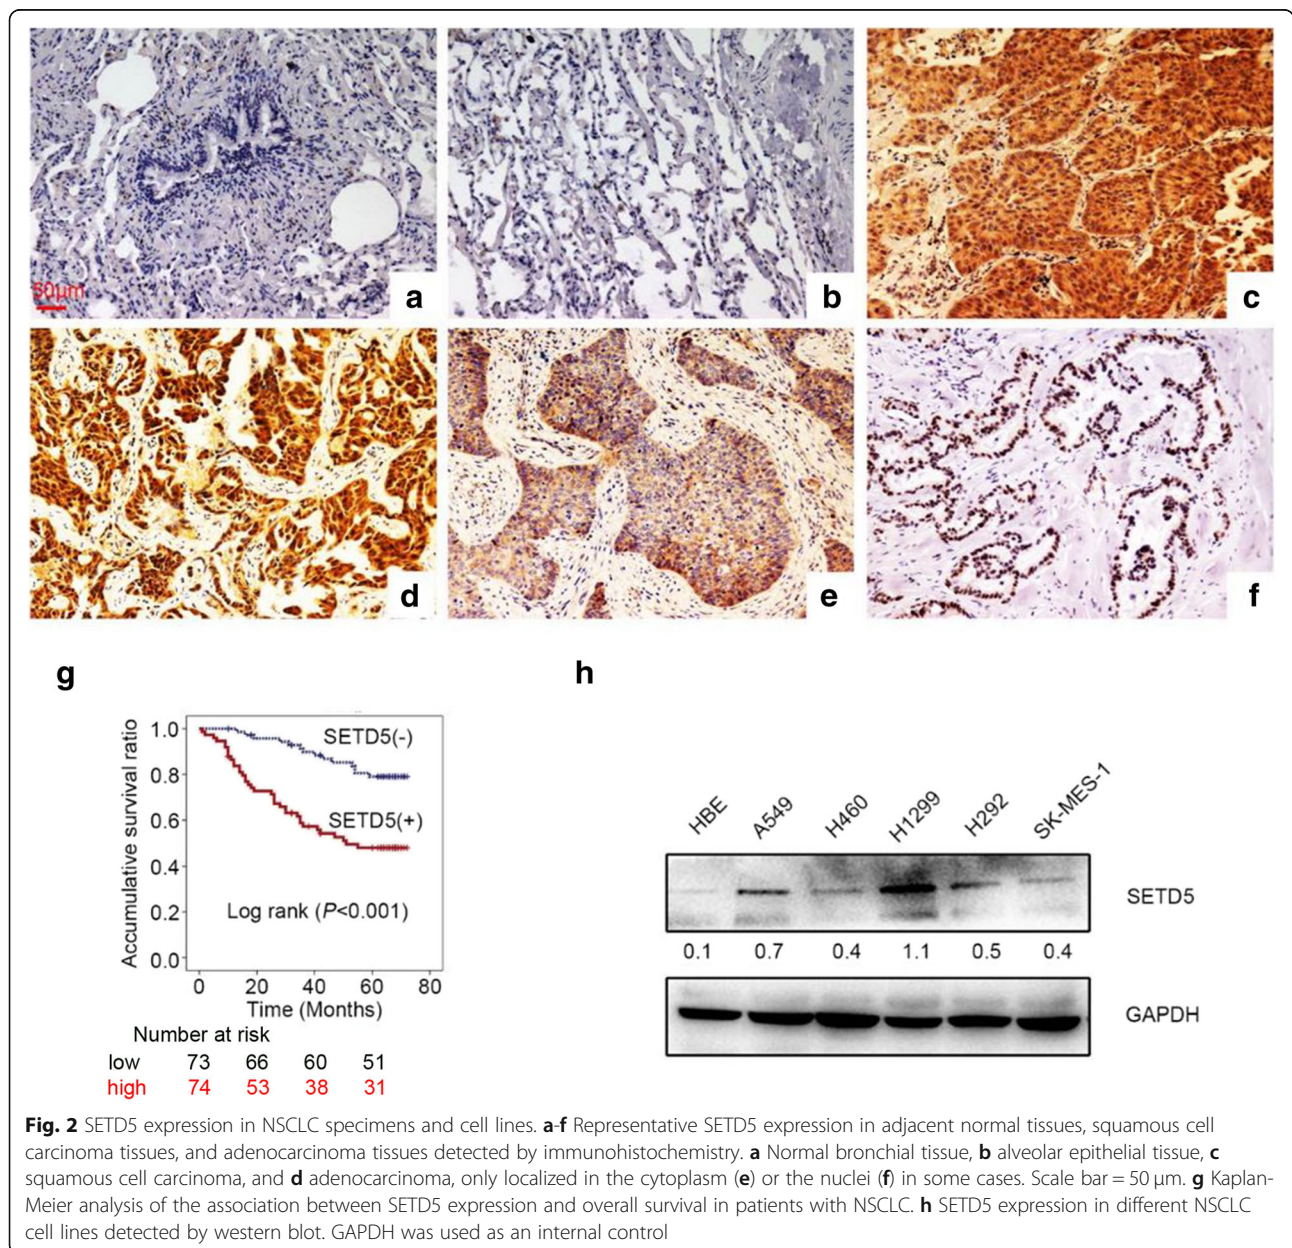 50μm
a
b
c
d
e
f
g
h
1.0
0.8
0.6
0.4
0.2
0.0
Accumulative survival ratio
SETD5(-)
SETD5(+)
Log rank (P<0.001)
0 20 40 60 80
Time (Months)
Number at risk
low 73 66 60 51
high 74 53 38 31
HBE A549 H460 H1299 H292 SK-MES-1
SETD5
0.1 0.7 0.4 1.1 0.5 0.4
GAPDH
Fig. 2 SETD5 expression in NSCLC specimens and cell lines. a-f Representative SETD5 expression in adjacent normal tissues, squamous cell
carcinoma tissues, and adenocarcinoma tissues detected by immunohistochemistry. a Normal bronchial tissue, b alveolar epithelial tissue, c
squamous cell carcinoma, and d adenocarcinoma, only localized in the cytoplasm (e) or the nuclei (f) in some cases. Scale bar = 50 μm. g Kaplan-
Meier analysis of the association between SETD5 expression and overall survival in patients with NSCLC. h SETD5 expression in different NSCLC
cell lines detected by western blot. GAPDH was used as an internal control